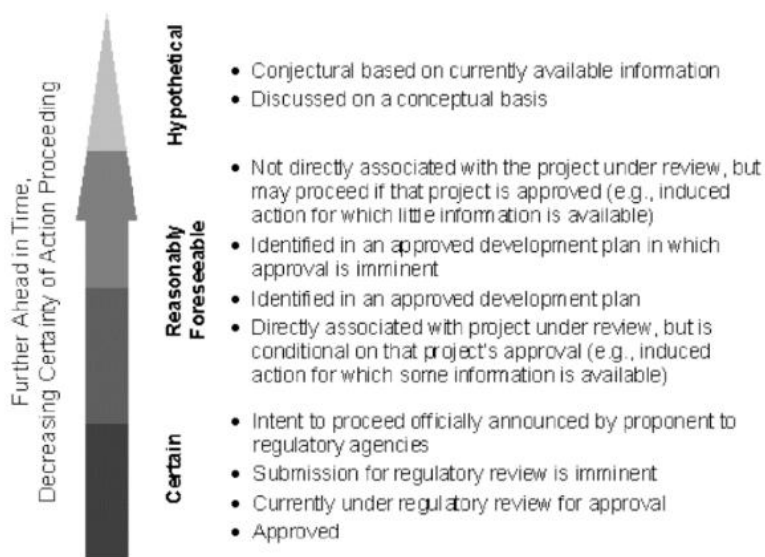 Further Ahead in Time,
Decreasing Certainty of Action Proceeding
Hypothetical
• Conjectural based on currently available information
• Discussed on a conceptual basis
Reasonably
Foreseeable
• Not directly associated with the project under review, but
may proceed if that project is approved (e.g., induced
action for which little information is available)
• Identified in an approved development plan in which
approval is imminent
• Identified in an approved development plan
• Directly associated with project under review, but is
conditional on that project's approval (e.g., induced
action for which some information is available)
Certain
• Intent to proceed officially announced by proponent to
regulatory agencies
• Submission for regulatory review is imminent
• Currently under regulatory review for approval
• Approved